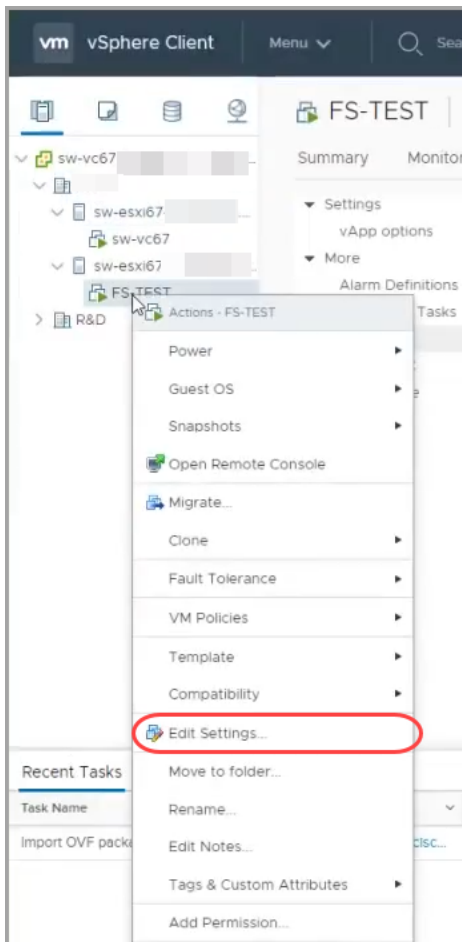 vm vSphere Client Menu
FS-TEST
Summary Monitor
sw-vc67
sw-esxi67
sw-vc67
sw-esxi67
FS-TEST
R&D
Settings
vApp options
More
Alarm Definitions
Tasks
Actions - FS-TEST
Power
Guest OS
Snapshots
Open Remote Console
Migrate...
Clone
Fault Tolerance
VM Policies
Template
Compatibility
Edit Settings...
Move to folder...
Rename...
Edit Notes...
Tags & Custom Attributes
Add Permission...
Recent Tasks
Task Name
Import OVF packa